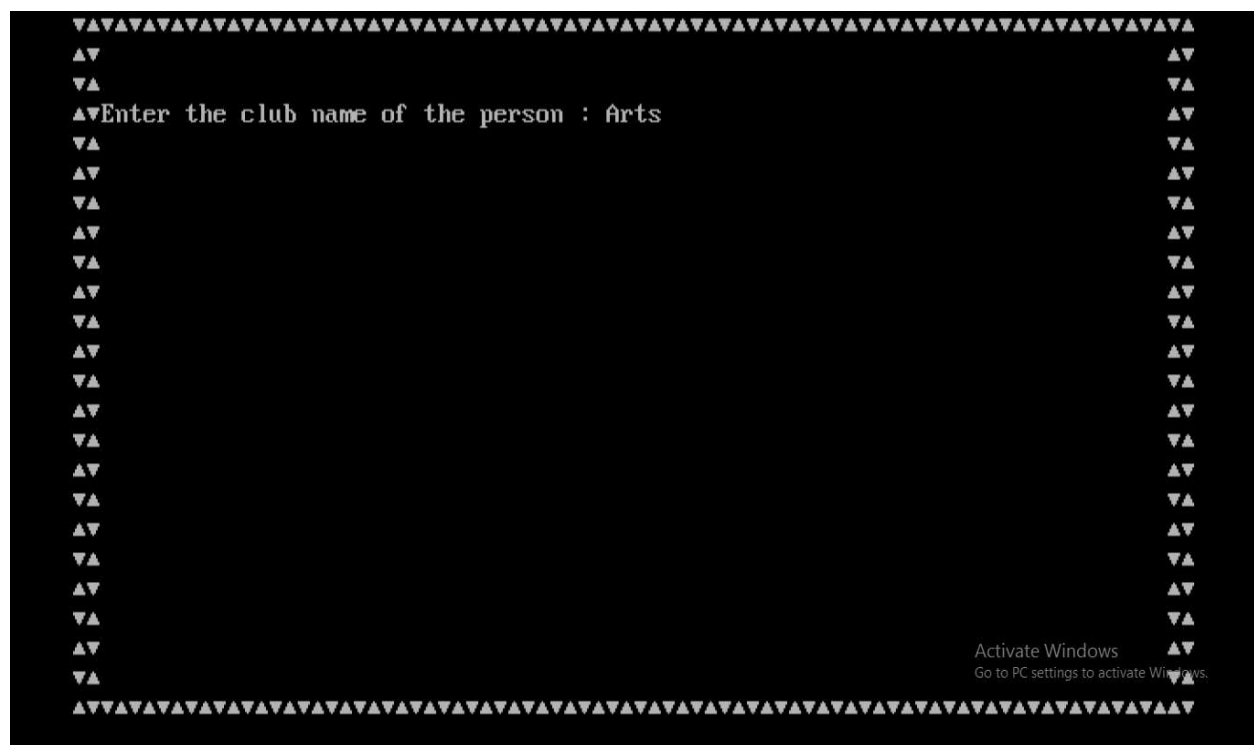 Enter the club name of the person : Arts
Activate Windows
Go to PC settings to activate Windows.